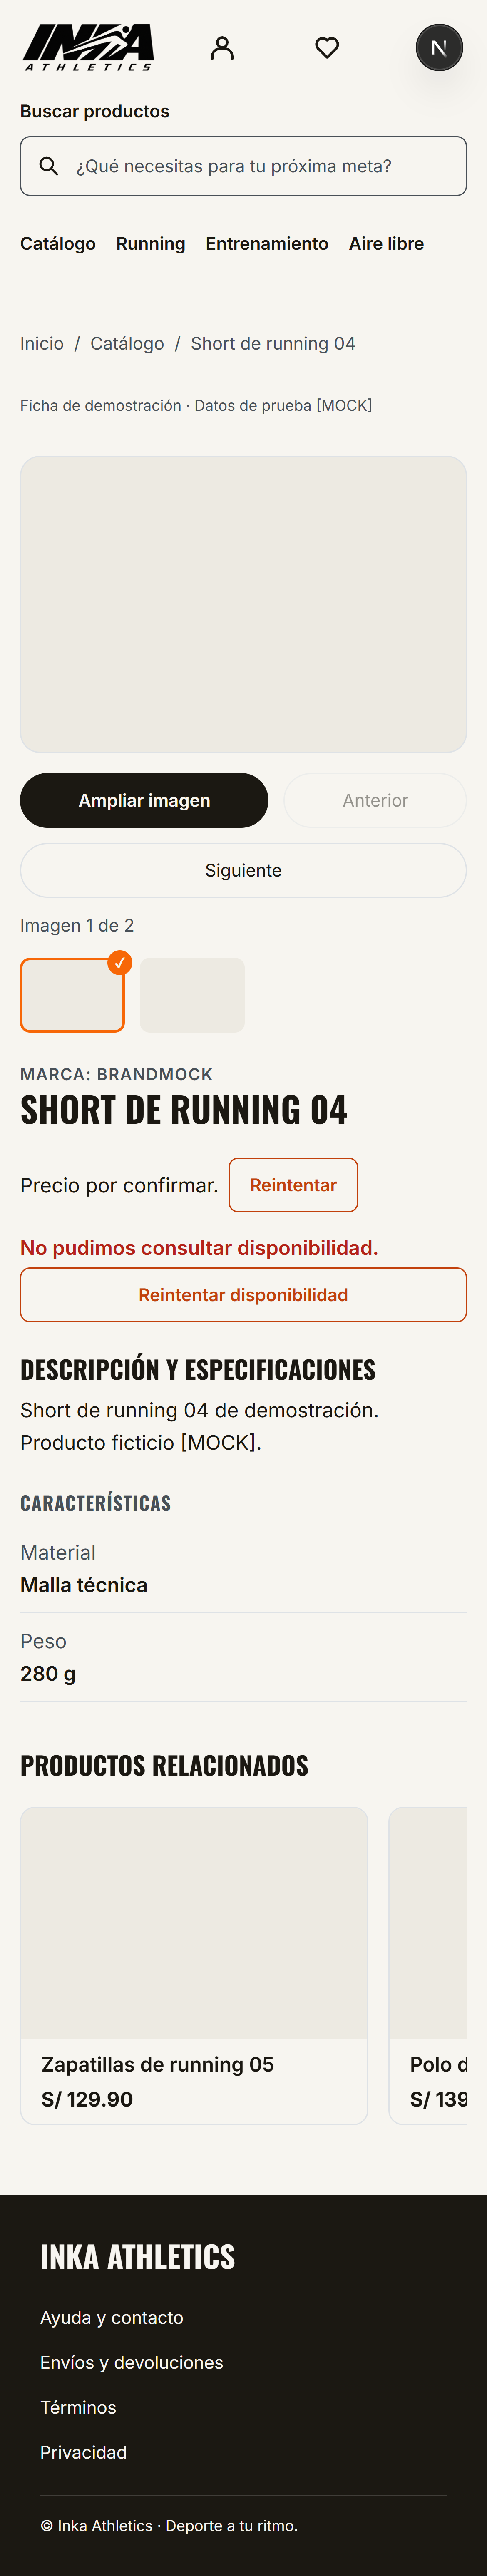 INKA
ATHLETICS
N
Buscar productos
¿Qué necesitas para tu próxima meta?
Catálogo Running Entrenamiento Aire libre
Inicio / Catálogo / Short de running 04
Ficha de demostración · Datos de prueba [MOCK]
Ampliar imagen
Anterior
Siguiente
Imagen 1 de 2
MARCA: BRANDMOCK
SHORT DE RUNNING 04
Precio por confirmar. Reintentar
No pudimos consultar disponibilidad.
Reintentar disponibilidad
DESCRIPCIÓN Y ESPECIFICACIONES
Short de running 04 de demostración.
Producto ficticio [MOCK].
CARACTERÍSTICAS
Material
Malla técnica
Peso
280 g
PRODUCTOS RELACIONADOS
Zapatillas de running 05
S/ 129.90
Polo d
S/ 139
INKA ATHLETICS
Ayuda y contacto
Envíos y devoluciones
Términos
Privacidad
© Inka Athletics · Deporte a tu ritmo.